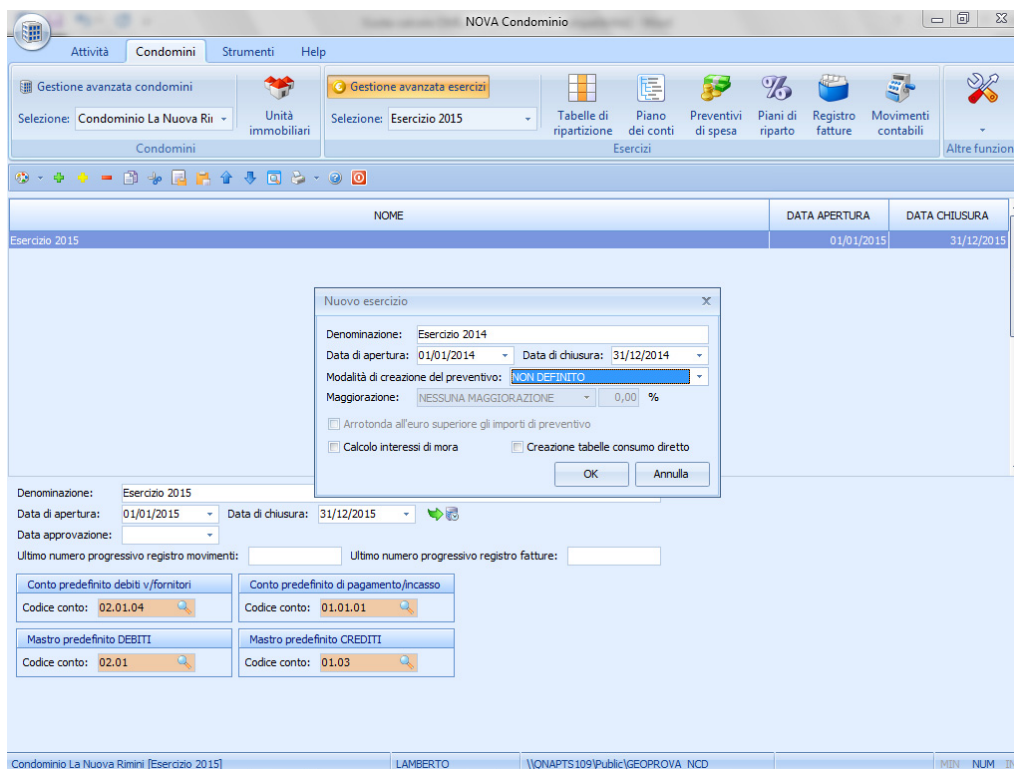 NOVA Condominio
Attività Condomini Strumenti Help
Gestione avanzata condomini
Selezione: Condominio La Nuova Rii
Unità immobiliari
Condomini
Gestione avanzata esercizi
Selezione: Esercizio 2015
Tabelle di ripartizione
Piano dei conti
Preventivi di spesa
Piani di riparto
Registro fatture
Movimenti contabili
Esercizi
Altre funzion
NOME DATA APERTURA DATA CHIUSURA
Esercizio 2015 01/01/2015 31/12/2015
Nuovo esercizio
Denominazione: Esercizio 2014
Data di apertura: 01/01/2014 Data di chiusura: 31/12/2014
Modalità di creazione del preventivo: NON DEFINITO
Maggiorazione: NESSUNA MAGGIORAZIONE 0,00 %
Arrotonda all'euro superiore gli importi di preventivo
Calcolo interessi di mora Creazione tabelle consumo diretto
OK Annulla
Denominazione: Esercizio 2015
Data di apertura: 01/01/2015 Data di chiusura: 31/12/2015
Data approvazione:
Ultimo numero progressivo registro movimenti: Ultimo numero progressivo registro fatture:
Conto predefinito debiti v/fornitori Conto predefinito di pagamento/incasso
Codice conto: 02.01.04 Codice conto: 01.01.01
Mastro predefinito DEBITI Mastro predefinito CREDITI
Codice conto: 02.01 Codice conto: 01.03
Condominio La Nuova Rimini [Esercizio 2015] LAMBERTO \\QNAPTS109\Public\GEOPROVA_NCD MIN NUM IN